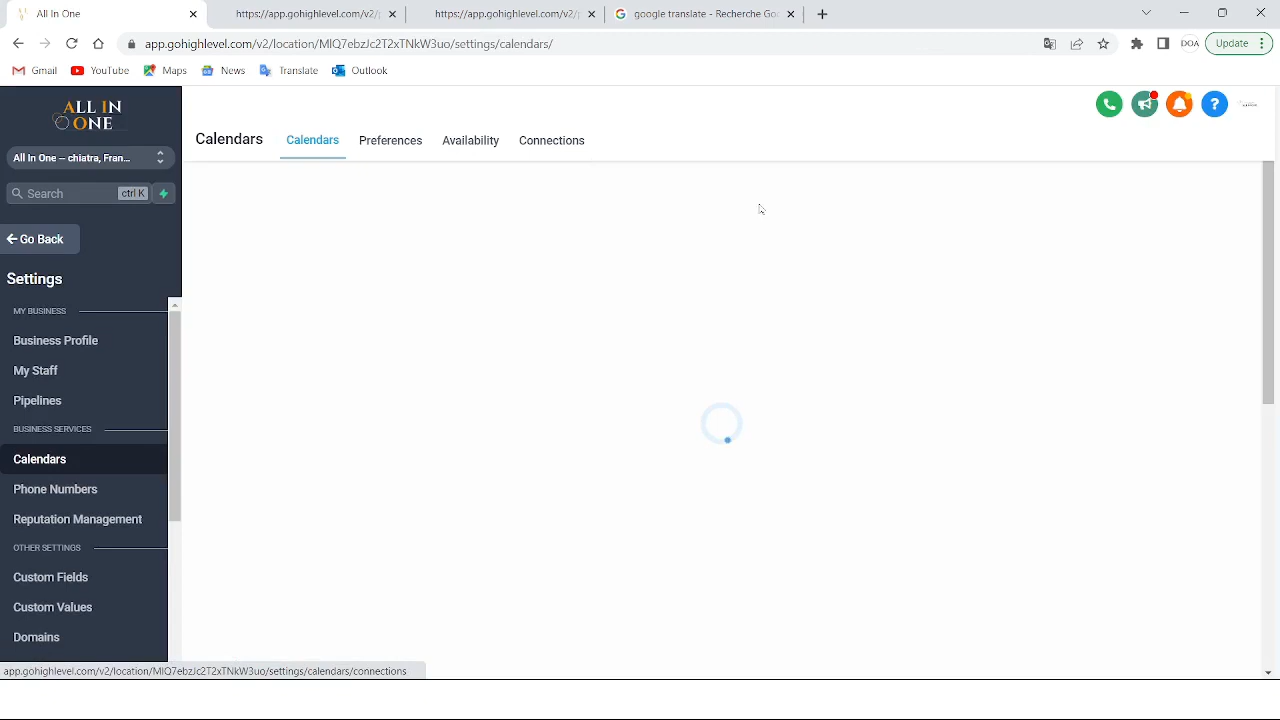 All In One
https://app.gohighlevel.com/v2/
https://app.gohighlevel.com/v2/
google translate - Recherche Go
app.gohighlevel.com/v2/location/MIQ7ebzJc2T2xTNkW3uo/settings/calendars/
DOA
Update
Gmail
YouTube
Maps
News
Translate
Outlook
ALL IN
ONE
All In One – chiatra, Fran...
Search
ctrl K
Go Back
Settings
MY BUSINESS
Business Profile
My Staff
Pipelines
BUSINESS SERVICES
Calendars
Phone Numbers
Reputation Management
OTHER SETTINGS
Custom Fields
Custom Values
Domains
Calendars
Calendars
Preferences
Availability
Connections
?
app.gohighlevel.com/v2/location/MIQ7ebzJc2T2xTNkW3uo/settings/calendars/connections